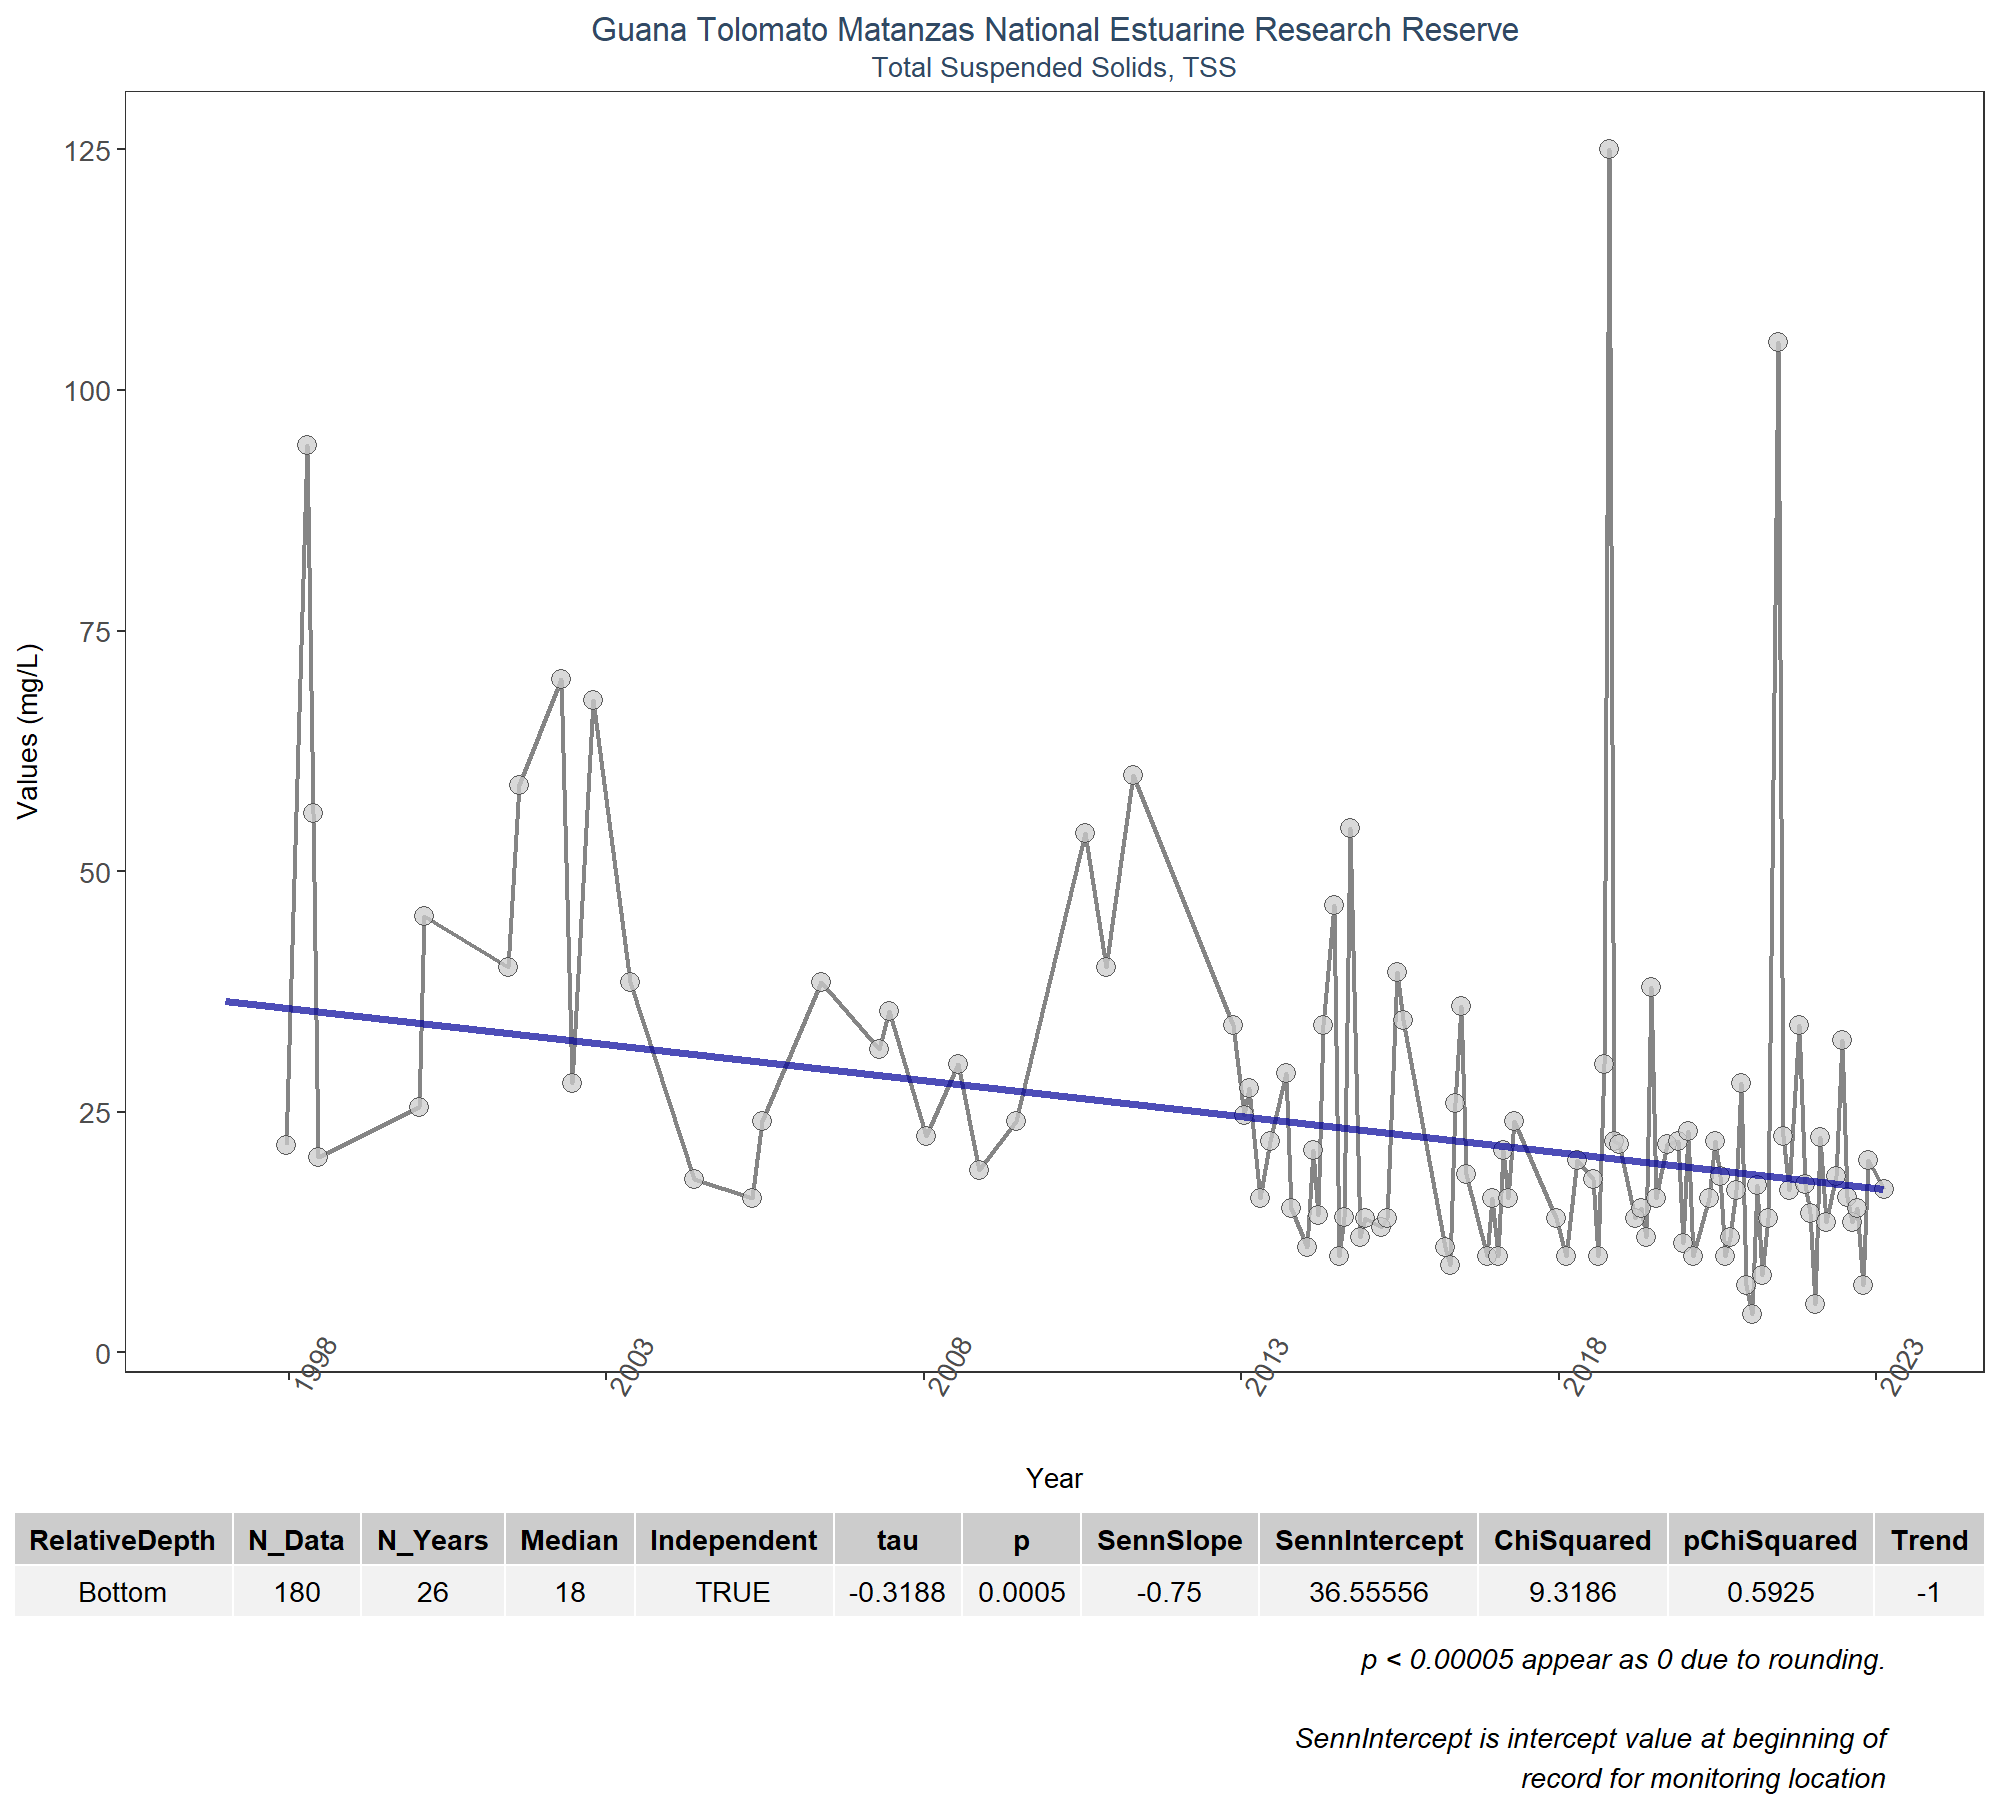 Guana Tolomato Matanzas National Estuarine Research Reserve
Total Suspended Solids, TSS
Values (mg/L)
125
100
75
50
25
0
1998 2003 2008 2013 2018 2023
Year
RelativeDepth N_Data N_Years Median Independent tau p SennSlope SennIntercept ChiSquared pChiSquared Trend
Bottom 180 26 18 TRUE -0.3188 0.0005 -0.75 36.55556 9.3186 0.5925 -1
p < 0.00005 appear as 0 due to rounding.
SennIntercept is intercept value at beginning of
record for monitoring location